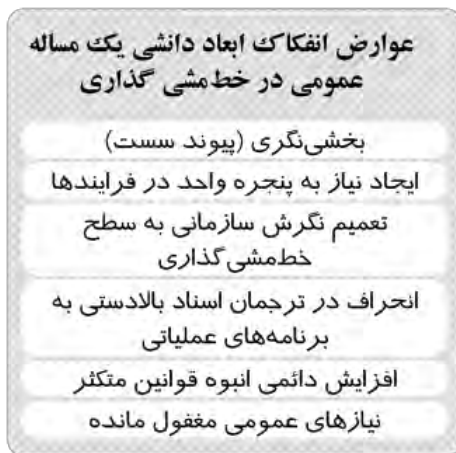 عوارض انفکاک ابعاد دانشی یک مساله
عمومی در خط‌مشی گذاری
بخشی‌نگری (پیوند سست)
ایجاد نیاز به پنجره واحد در فرایندها
تعمیم نگرش سازمانی به سطح
خط‌مشی‌گذاری
انحراف در ترجمان اسناد بالادستی به
برنامه‌های عملیاتی
افزایش دائمی انبوه قوانین متکثر
نیازهای عمومی مغفول مانده